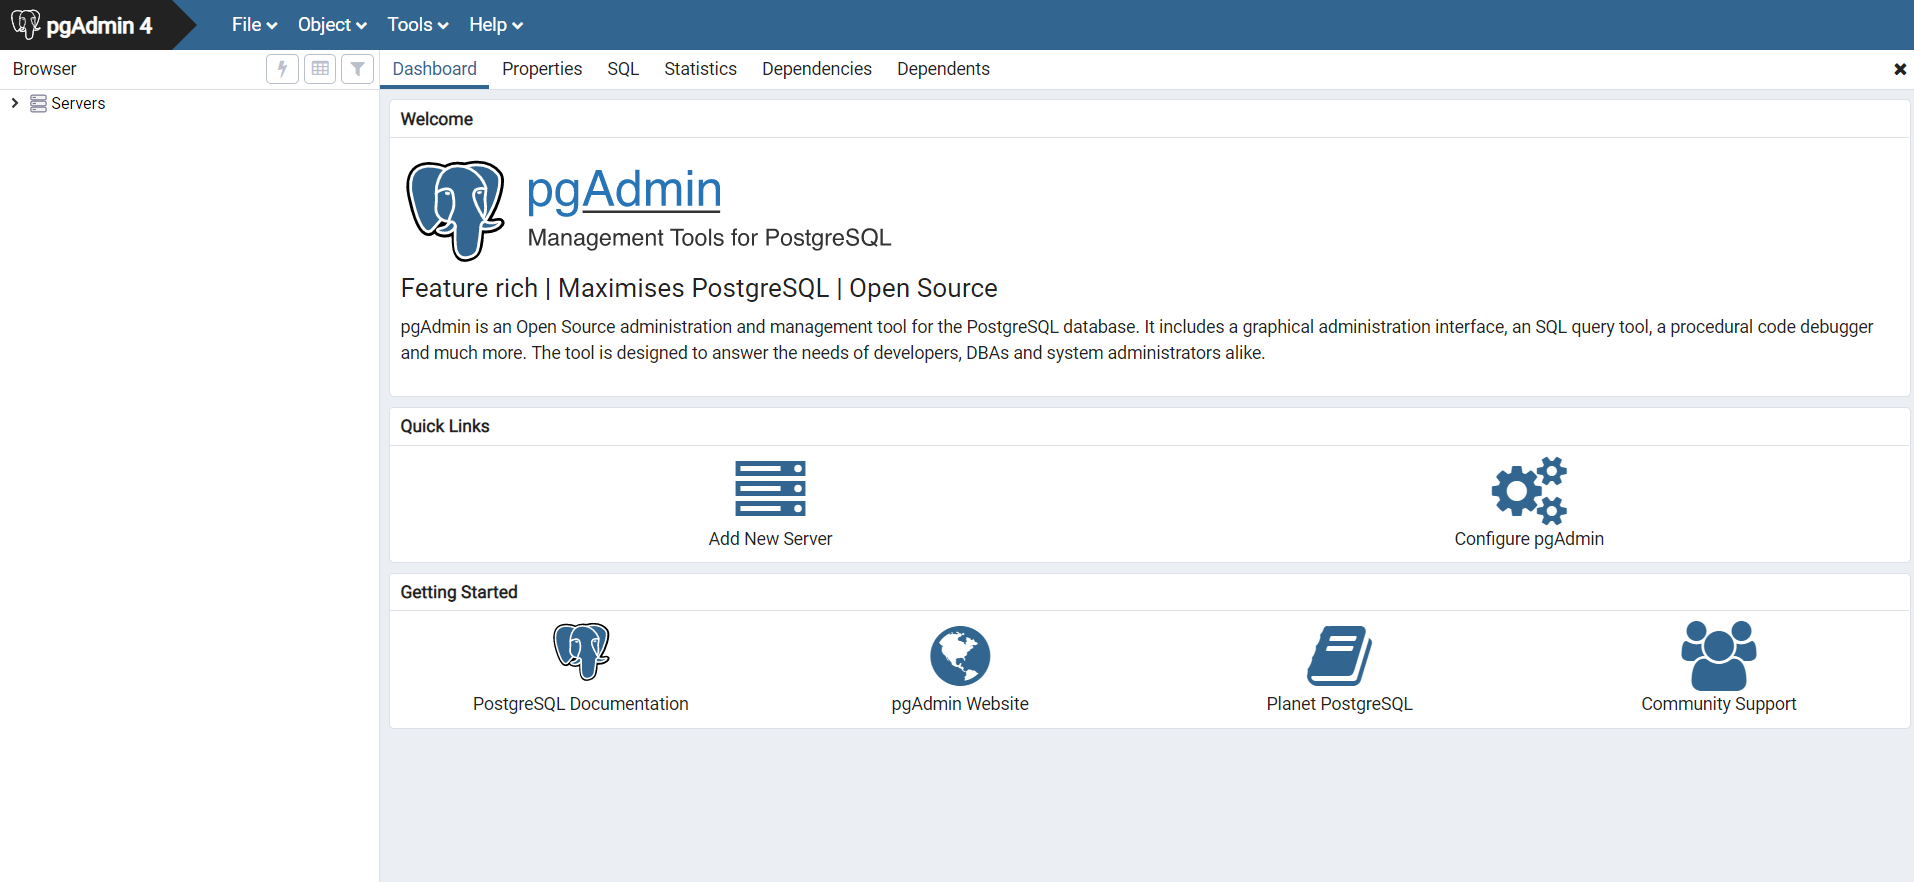 pgAdmin 4
File Object Tools Help
Browser
Dashboard Properties SQL Statistics Dependencies Dependents
Servers
Welcome
pgAdmin
Management Tools for PostgreSQL
Feature rich | Maximises PostgreSQL | Open Source
pgAdmin is an Open Source administration and management tool for the PostgreSQL database. It includes a graphical administration interface, an SQL query tool, a procedural code debugger
and much more. The tool is designed to answer the needs of developers, DBAs and system administrators alike.
Quick Links
Add New Server
Configure pgAdmin
Getting Started
PostgreSQL Documentation
pgAdmin Website
Planet PostgreSQL
Community Support